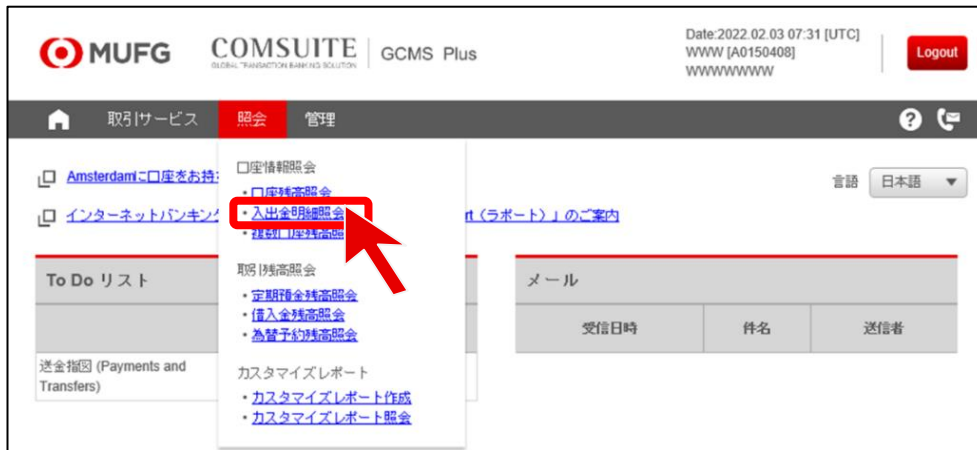 MUFG COMSUITE GCMS Plus
GLOBAL TRANSACTION BANKING SOLUTION
Date:2022.02.03 07:31 [UTC]
WWW [A0150408]
WWWWWWWW
Logout
取引サービス 照会 管理
口座情報照会
・口座残高照会
・入出金明細照会
・複数口座残高照
取引残高照会
・定期預金残高照会
・借入金残高照会
・為替予約残高照会
カスタマイズレポート
・カスタマイズレポート作成
・カスタマイズレポート照会
Amsterdamに口座をお持
言語 日本語
インターネットバンキング
rt（ラポート）」のご案内
To Do リスト
送金指図 (Payments and
Transfers)
メール
受信日時 件名 送信者